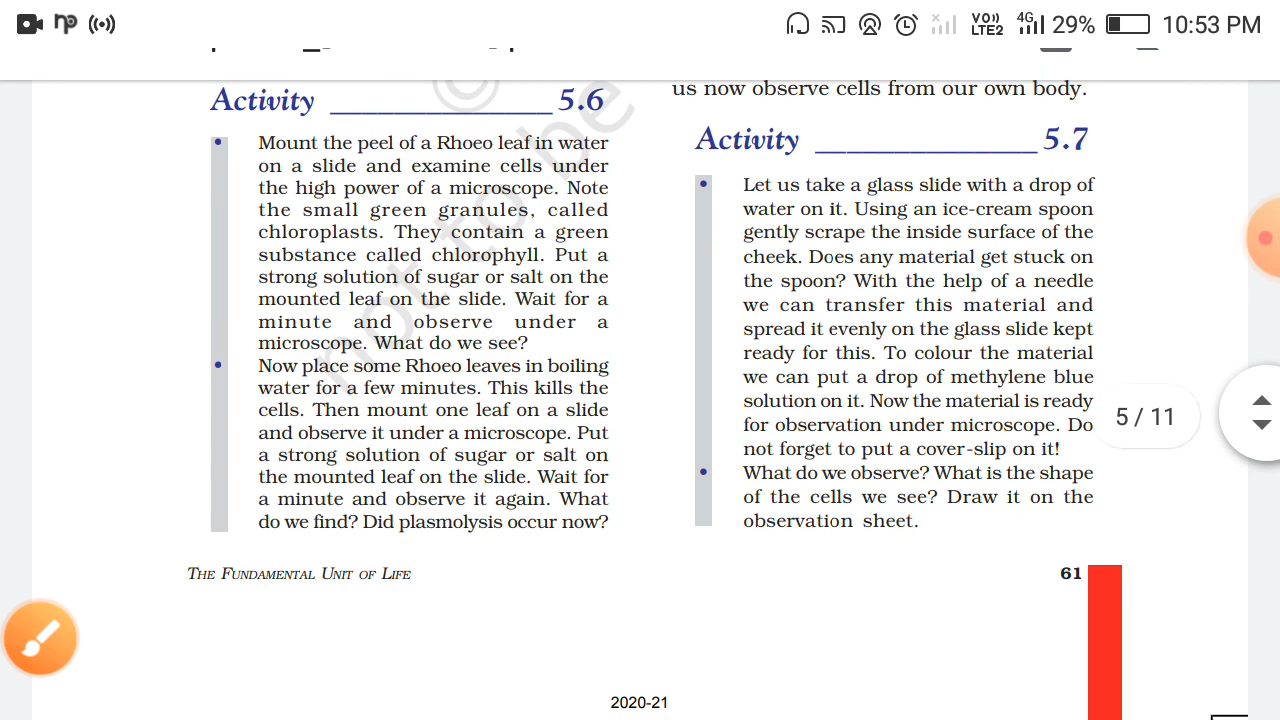 29% 10:53 PM
VO))
LTE2
4G
Activity ______________ 5.6
Mount the peel of a Rhoeo leaf in water
on a slide and examine cells under
the high power of a microscope. Note
the small green granules, called
chloroplasts. They contain a green
substance called chlorophyll. Put a
strong solution of sugar or salt on the
mounted leaf on the slide. Wait for a
minute and observe under a
microscope. What do we see?
Now place some Rhoeo leaves in boiling
water for a few minutes. This kills the
cells. Then mount one leaf on a slide
and observe it under a microscope. Put
a strong solution of sugar or salt on
the mounted leaf on the slide. Wait for
a minute and observe it again. What
do we find? Did plasmolysis occur now?
us now observe cells from our own body.
Activity ______________ 5.7
Let us take a glass slide with a drop of
water on it. Using an ice-cream spoon
gently scrape the inside surface of the
cheek. Does any material get stuck on
the spoon? With the help of a needle
we can transfer this material and
spread it evenly on the glass slide kept
ready for this. To colour the material
we can put a drop of methylene blue
solution on it. Now the material is ready
for observation under microscope. Do
not forget to put a cover-slip on it!
What do we observe? What is the shape
of the cells we see? Draw it on the
observation sheet.
5 / 11
© not to be
THE FUNDAMENTAL UNIT OF LIFE
61
2020-21